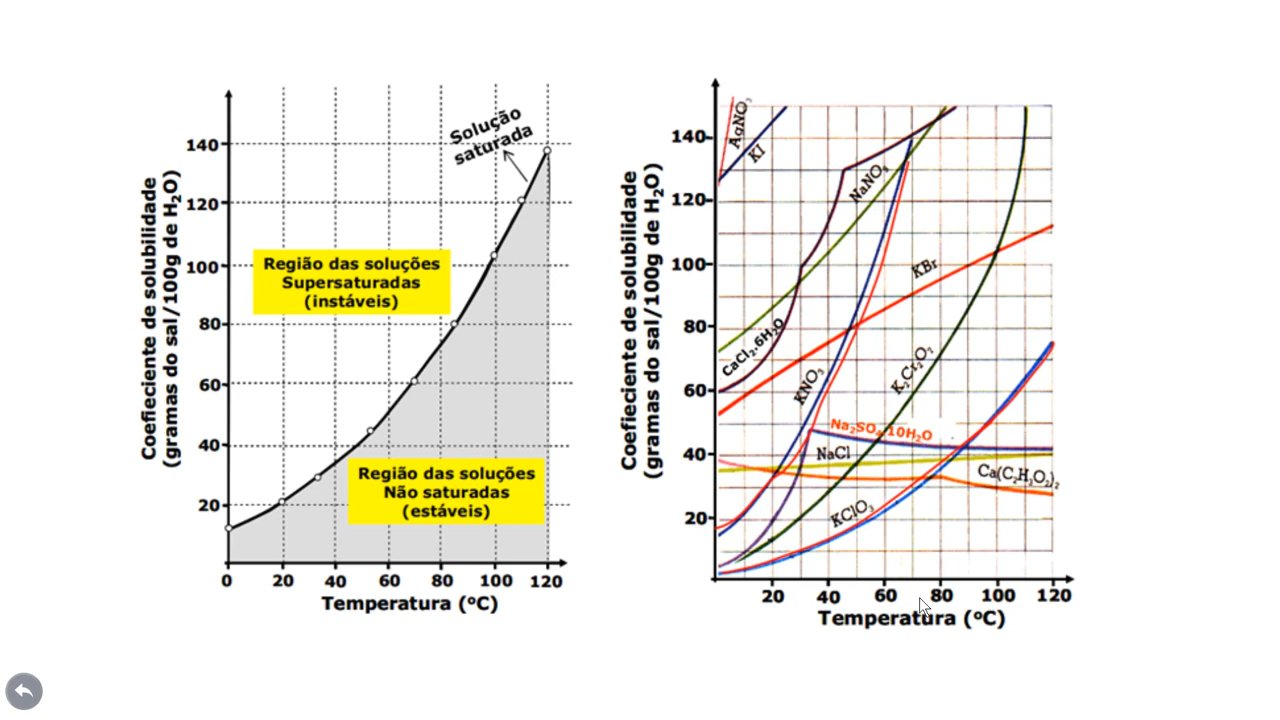 Coefieciente de solubilidade
(gramas do sal/100g de H₂O)
140
120
100
80
60
40
20
Solução
saturada
Região das soluções
Supersaturadas
(instáveis)
Região das soluções
Não saturadas
(estáveis)
0 20 40 60 80 100 120
Temperatura (ºC)
Coefieciente de solubilidade
(gramas do sal/100g de H₂O)
140
120
100
80
60
40
20
AgNO₃
KI
NaNO₃
CaCl₂.6H₂O
KBr
KNO₃
K₂Cr₂O₇
Na₂SO₄.10H₂O
NaCl
Ca(C₂H₃O₂)₂
KClO₃
20 40 60 80 100 120
Temperatura (ºC)